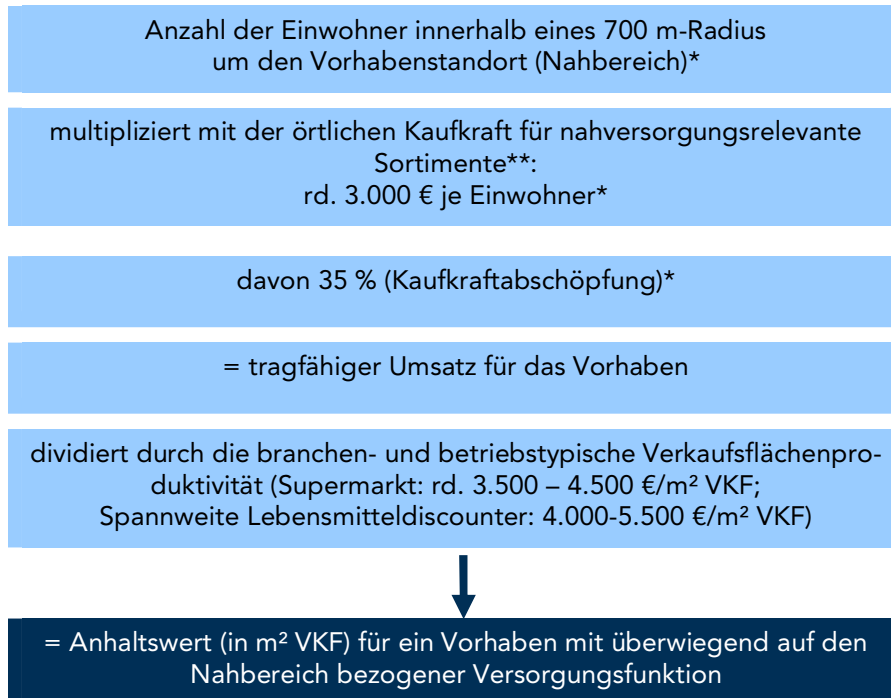 Anzahl der Einwohner innerhalb eines 700 m-Radius
um den Vorhabenstandort (Nahbereich)*
multipliziert mit der örtlichen Kaufkraft für nahversorgungsrelevante
Sortimente**:
rd. 3.000 € je Einwohner*
davon 35 % (Kaufkraftabschöpfung)*
= tragfähiger Umsatz für das Vorhaben
dividiert durch die branchen- und betriebstypische Verkaufsflächenpro-
duktivität (Supermarkt: rd. 3.500 – 4.500 €/m² VKF;
Spannweite Lebensmitteldiscounter: 4.000-5.500 €/m² VKF)
= Anhaltswert (in m² VKF) für ein Vorhaben mit überwiegend auf den
Nahbereich bezogener Versorgungsfunktion